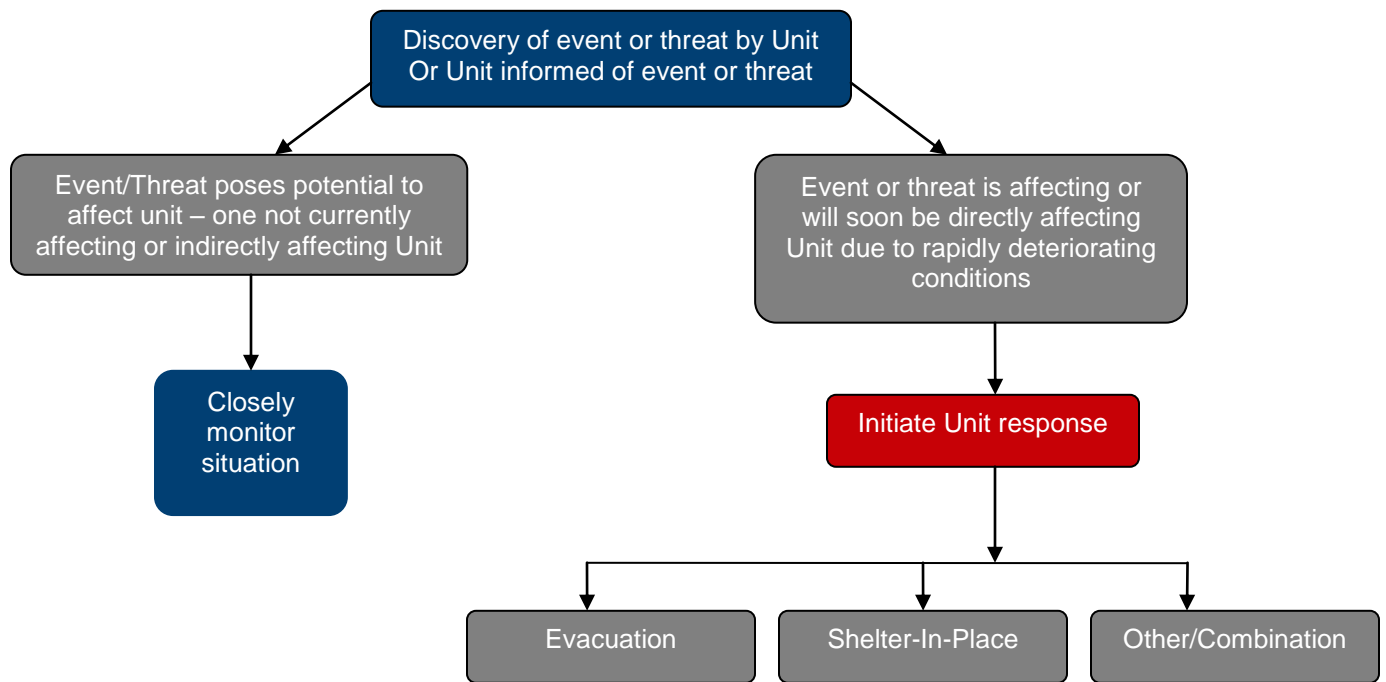 Discovery of event or threat by Unit
Or Unit informed of event or threat
Event/Threat poses potential to
affect unit – one not currently
affecting or indirectly affecting Unit
Event or threat is affecting or
will soon be directly affecting
Unit due to rapidly deteriorating
conditions
Closely
monitor
situation
Initiate Unit response
Evacuation
Shelter-In-Place
Other/Combination